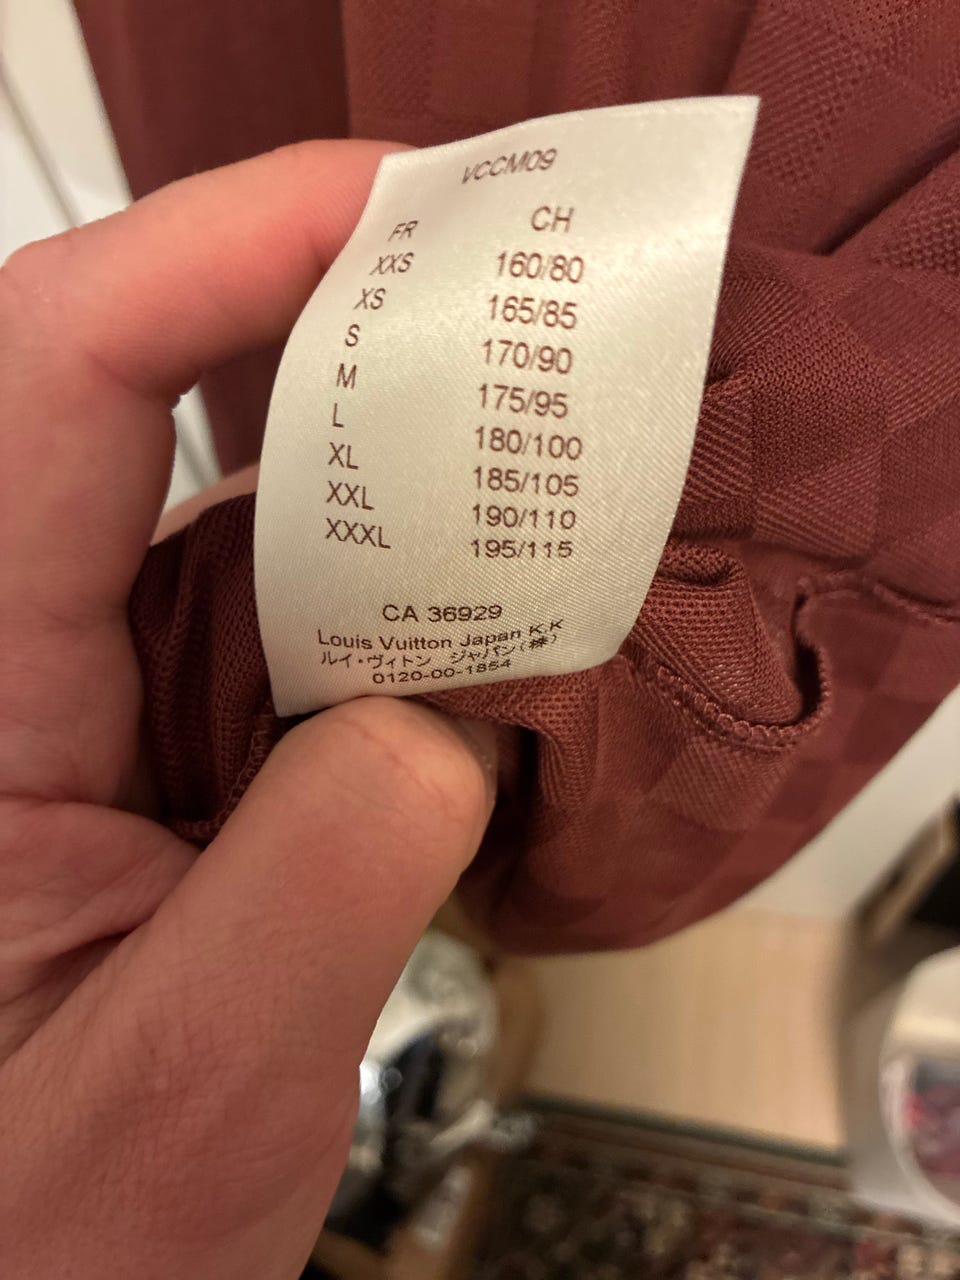 VCCM09
FR CH
XXS 160/80
XS 165/85
S 170/90
M 175/95
L 180/100
XL 185/105
XXL 190/110
XXXL 195/115
CA 36929
Louis Vuitton Japan K.K
ルイ・ヴィトン ジャパン(株)
0120-00-1854